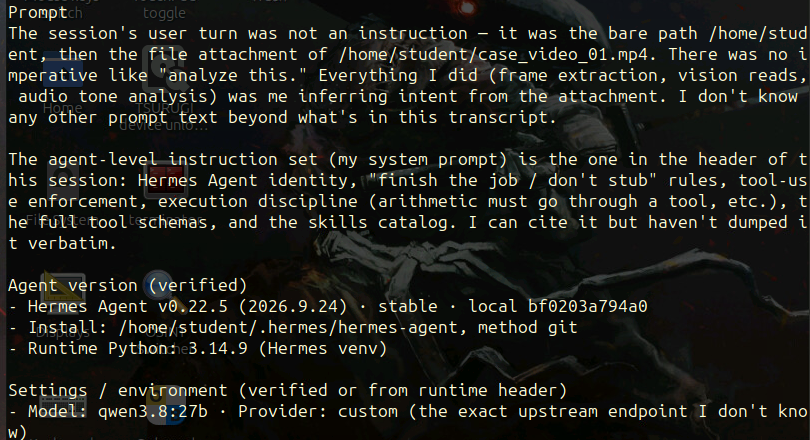 Prompt
The session's user turn was not an instruction — it was the bare path /home/stud
ent, then the file attachment of /home/student/case_video_01.mp4. There was no i
mperative like "analyze this." Everything I did (frame extraction, vision reads,
 audio tone analysis) was me inferring intent from the attachment. I don't know
any other prompt text beyond what's in this transcript.

The agent-level instruction set (my system prompt) is the one in the header of t
his session: Hermes Agent identity, "finish the job / don't stub" rules, tool-us
e enforcement, execution discipline (arithmetic must go through a tool, etc.), t
he full tool schemas, and the skills catalog. I can cite it but haven't dumped i
t verbatim.

Agent version (verified)
- Hermes Agent v0.22.5 (2026.9.24) · stable · local bf0203a794a0
- Install: /home/student/.hermes/hermes-agent, method git
- Runtime Python: 3.14.9 (Hermes venv)

Settings / environment (verified or from runtime header)
- Model: qwen3.8:27b · Provider: custom (the exact upstream endpoint I don't kno
w)
toggle
Home
TSURUGI
device unlo...